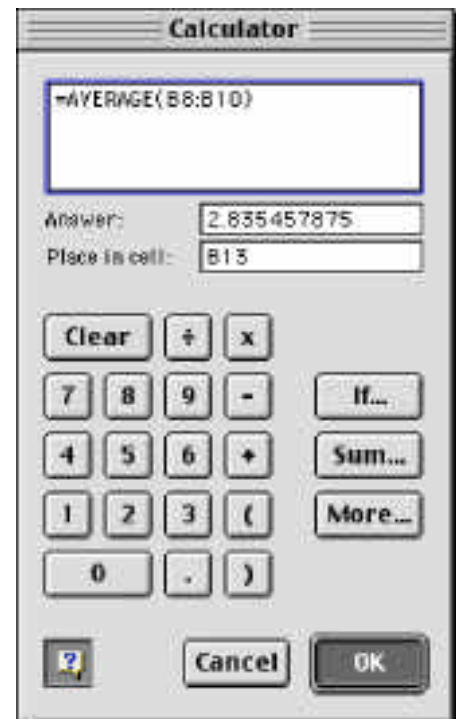 Calculator
=AVERAGE(B8:B10)
Answer: 2.835457875
Place in cell: B13
Clear ÷ x
7 8 9 - If...
4 5 6 + Sum...
1 2 3 ( More...
0 . )
? Cancel OK